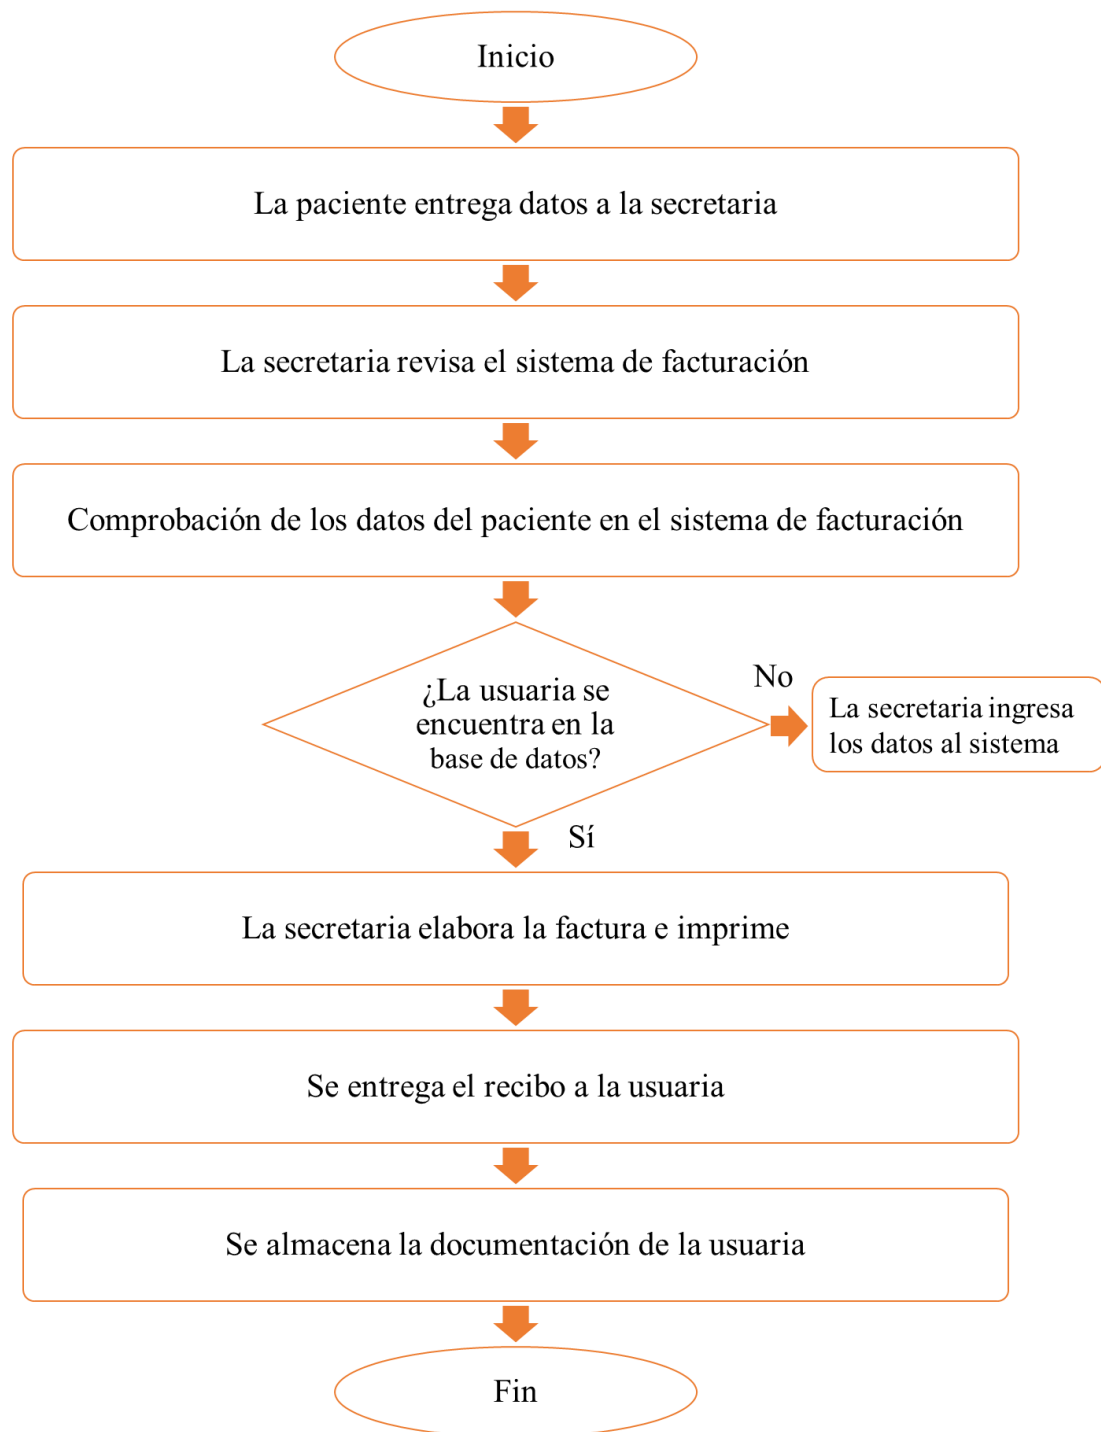 Inicio
La paciente entrega datos a la secretaria
La secretaria revisa el sistema de facturación
Comprobación de los datos del paciente en el sistema de facturación
¿La usuaria se
encuentra en la
base de datos?
No
La secretaria ingresa
los datos al sistema
Sí
La secretaria elabora la factura e imprime
Se entrega el recibo a la usuaria
Se almacena la documentación de la usuaria
Fin